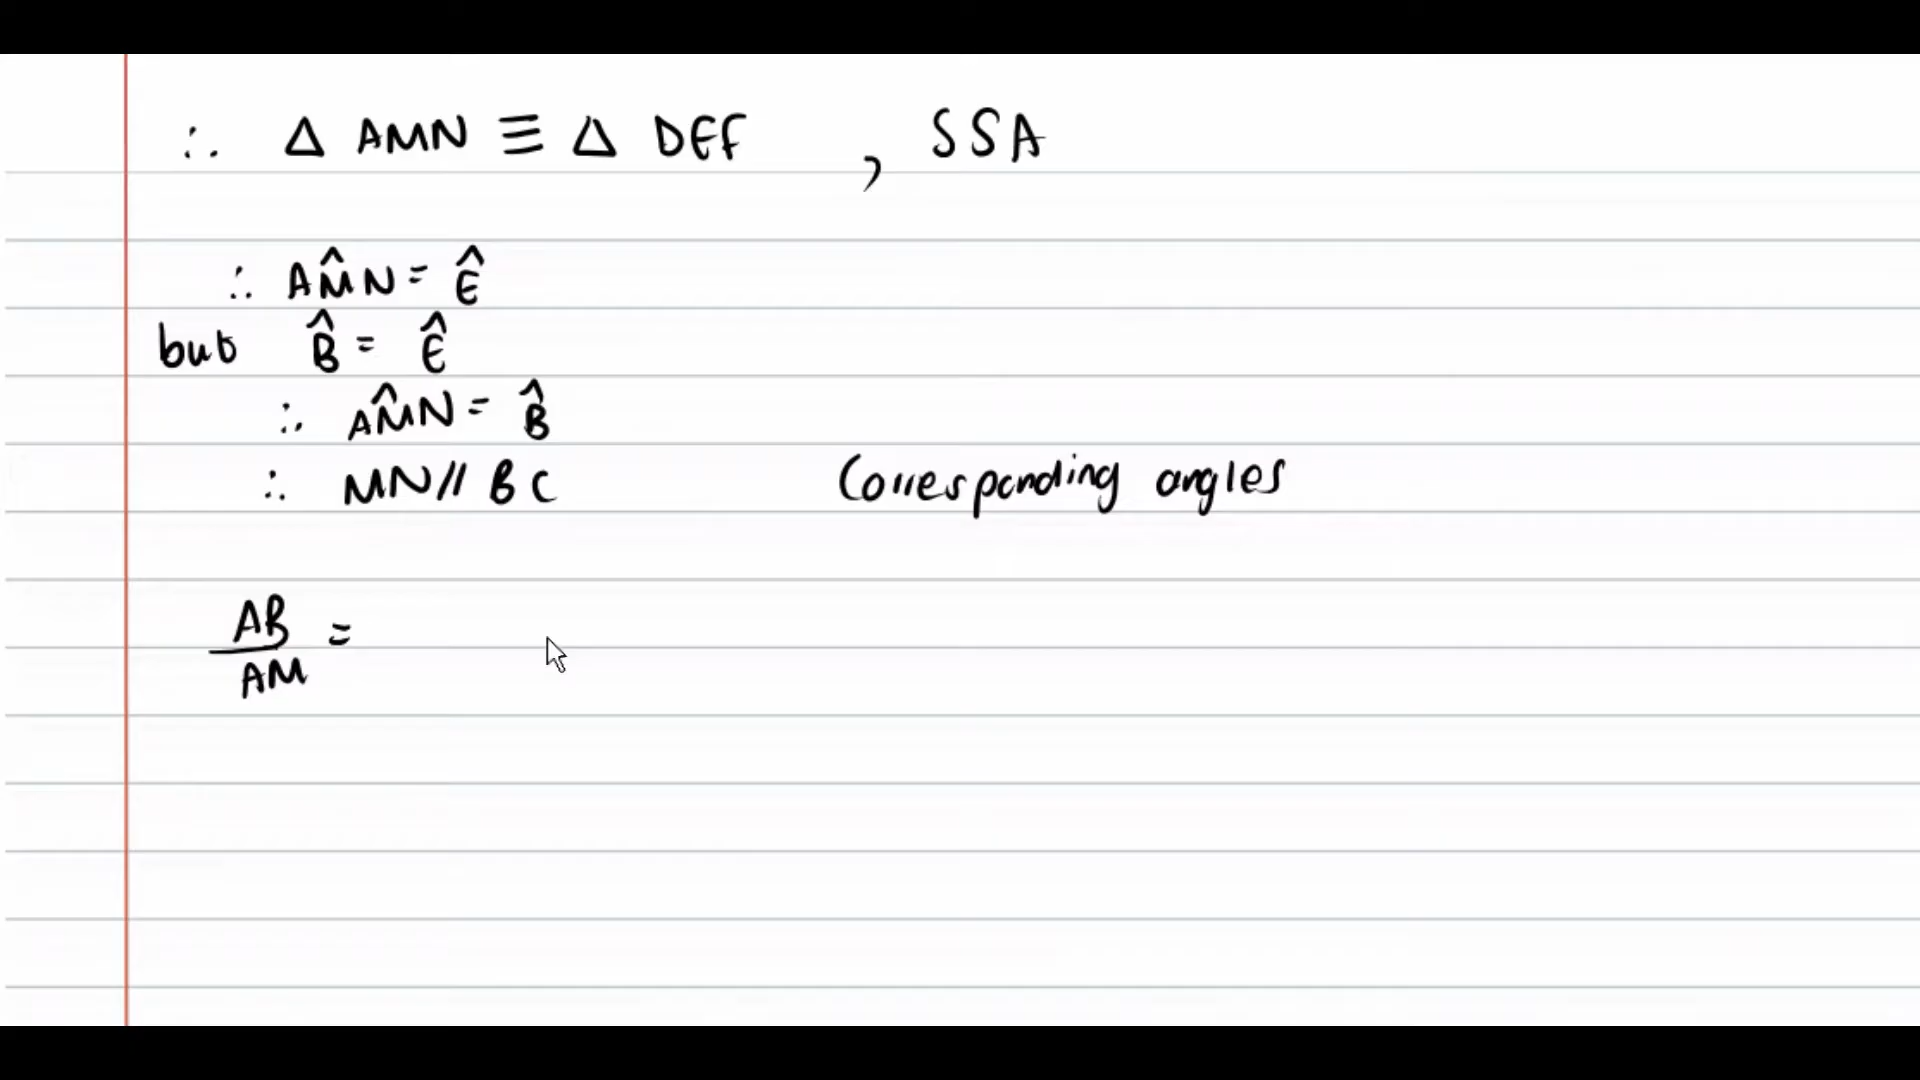 ∴ △ AMN ≡ △ DEF , SSA
∴ AM̂N = Ê
but B̂ = Ê
∴ AM̂N = B̂
∴ MN // BC Corresponding angles
AB
AM =